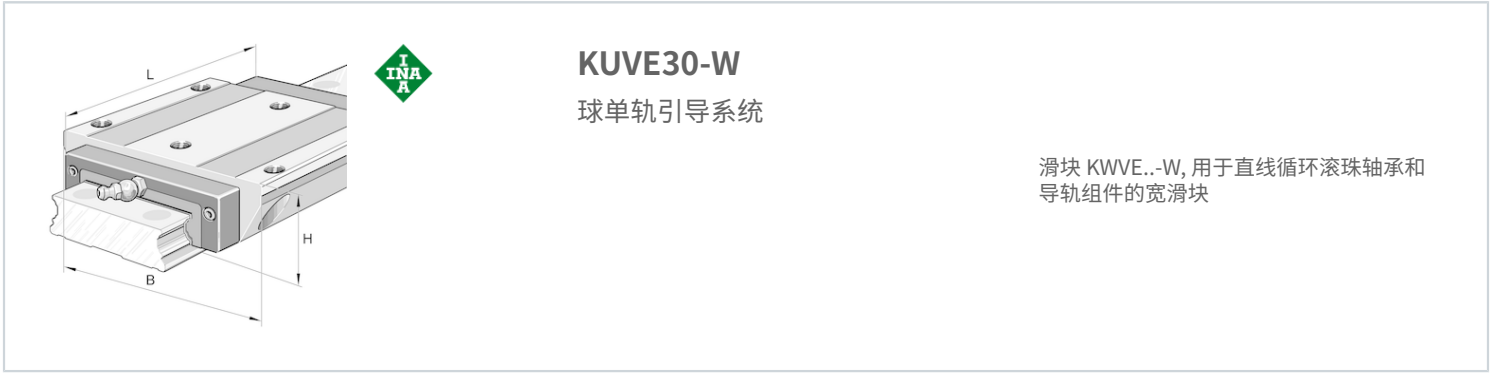 L
I
INA
A
KUVE30-W
球单轨引导系统
滑块 KWVE..-W, 用于直线循环滚珠轴承和
导轨组件的宽滑块
H
B